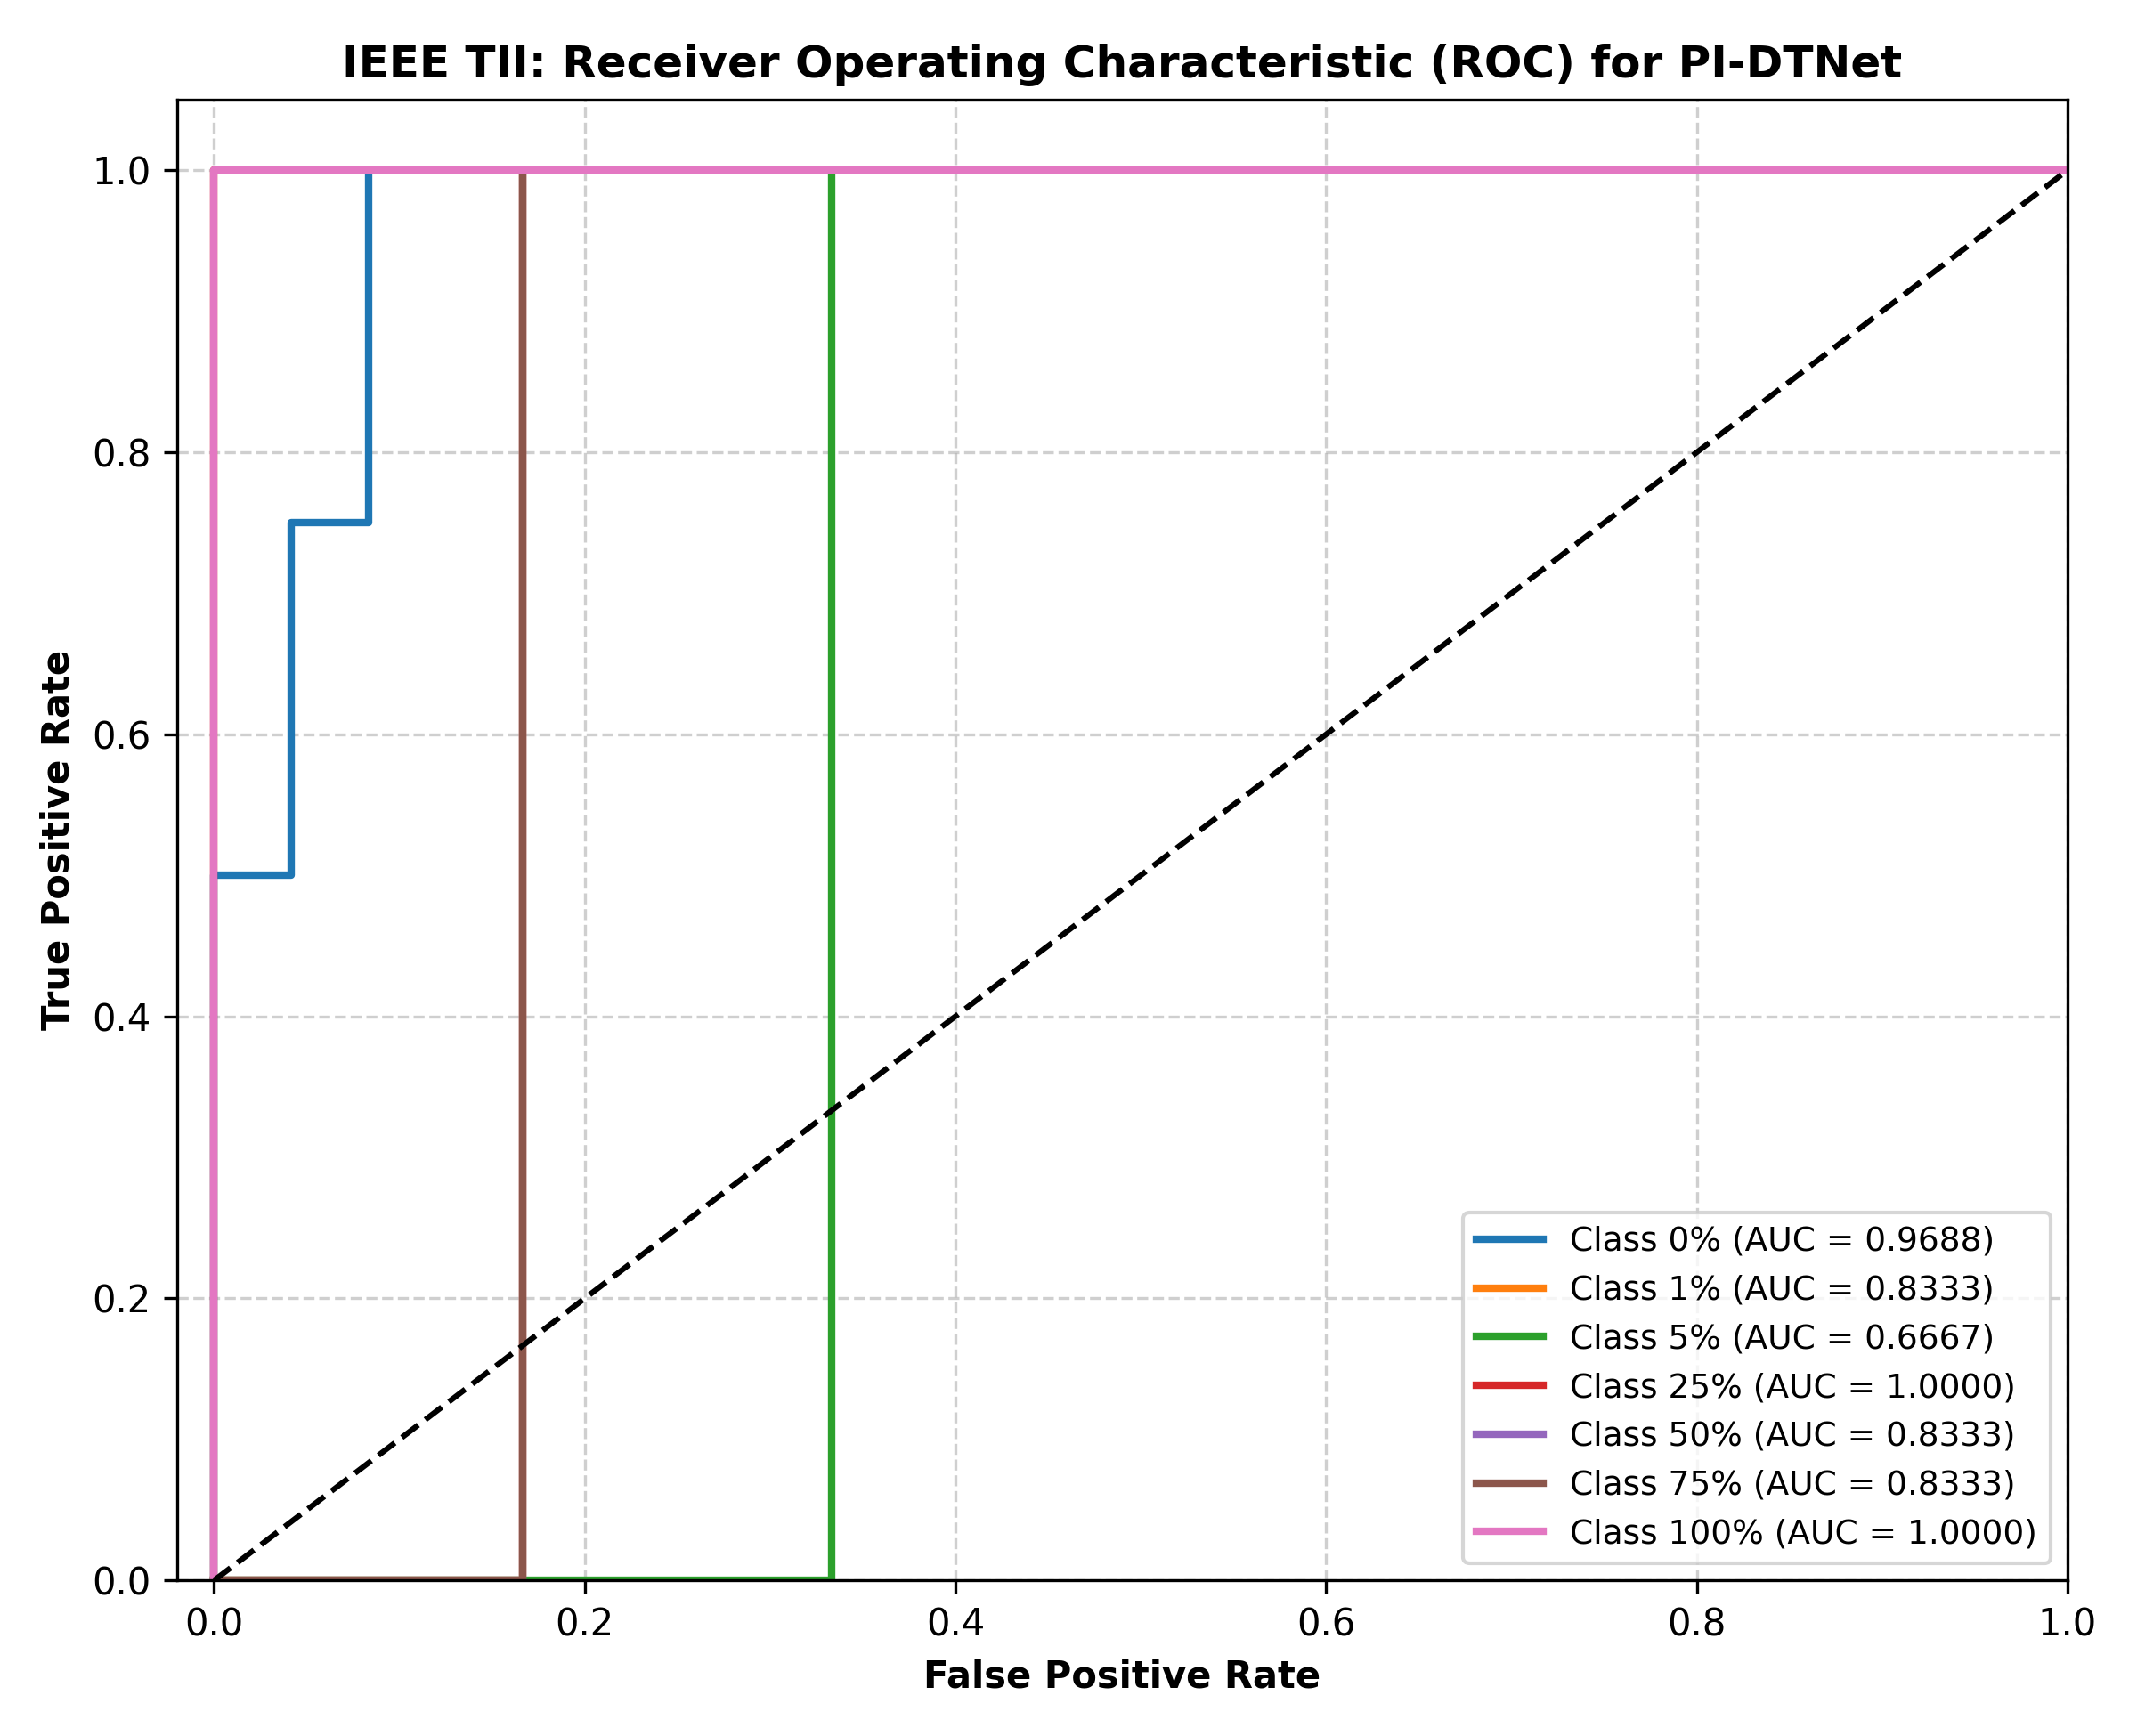 IEEE TII: Receiver Operating Characteristic (ROC) for PI-DTNet
True Positive Rate
1.0
0.8
0.6
0.4
0.2
0.0
Class 0% (AUC = 0.9688)
Class 1% (AUC = 0.8333)
Class 5% (AUC = 0.6667)
Class 25% (AUC = 1.0000)
Class 50% (AUC = 0.8333)
Class 75% (AUC = 0.8333)
Class 100% (AUC = 1.0000)
0.0 0.2 0.4 0.6 0.8 1.0
False Positive Rate